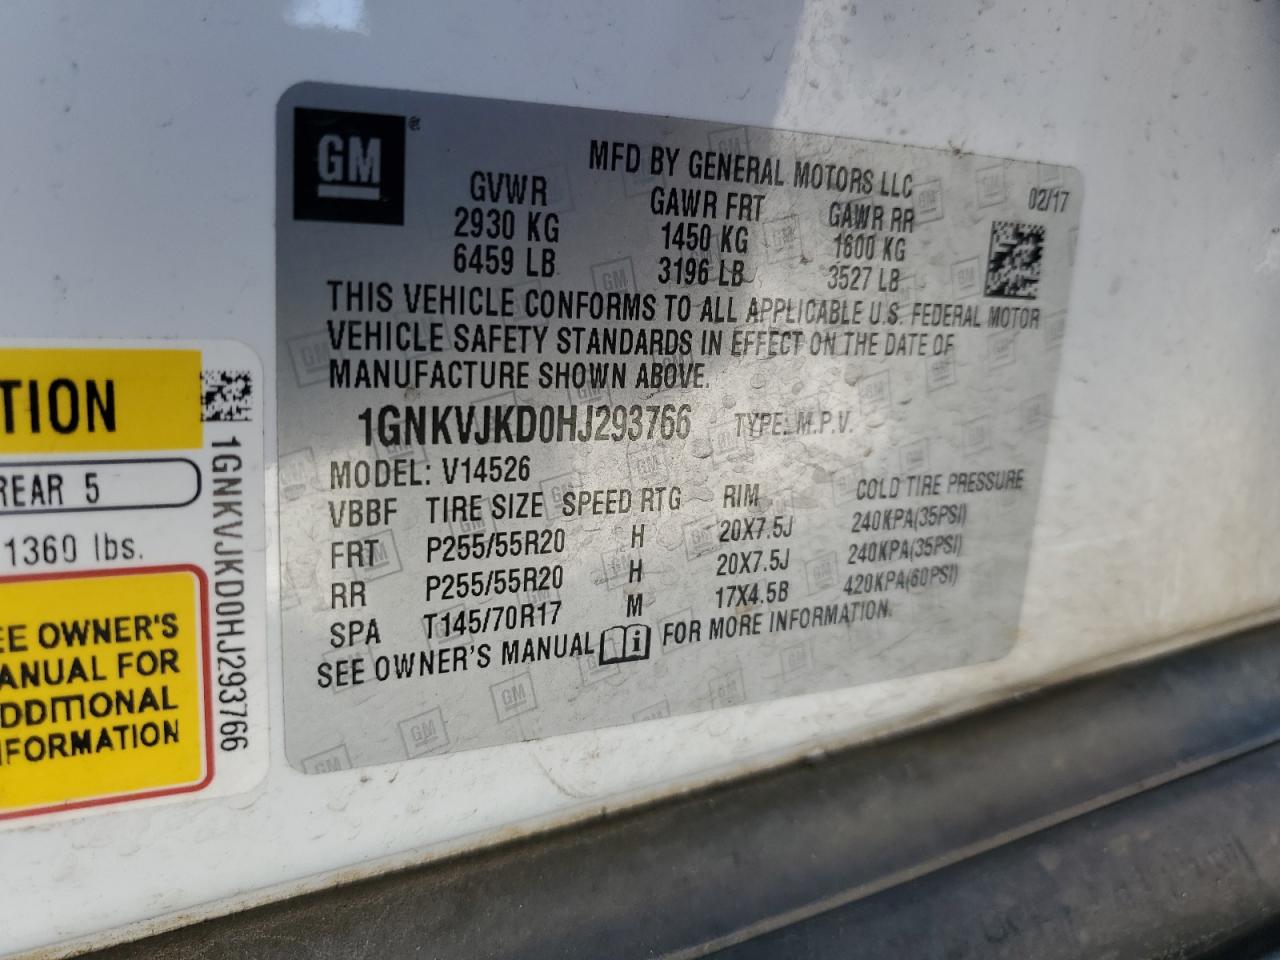 GM ®
MFD BY GENERAL MOTORS LLC
02/17
GVWR GAWR FRT GAWR RR
2930 KG 1450 KG 1600 KG
6459 LB 3196 LB 3527 LB
THIS VEHICLE CONFORMS TO ALL APPLICABLE U.S. FEDERAL MOTOR
VEHICLE SAFETY STANDARDS IN EFFECT ON THE DATE OF
MANUFACTURE SHOWN ABOVE.
1GNKVJKD0HJ293766 TYPE: M.P.V.
MODEL: V14526
VBBF TIRE SIZE SPEED RTG RIM COLD TIRE PRESSURE
FRT P255/55R20 H 20X7.5J 240KPA(35PSI)
RR P255/55R20 H 20X7.5J 240KPA(35PSI)
SPA T145/70R17 M 17X4.5B 420KPA(60PSI)
SEE OWNER'S MANUAL i FOR MORE INFORMATION.
TION
REAR 5
1360 lbs.
EE OWNER'S
ANUAL FOR
DDITIONAL
FORMATION
1GNKVJKD0HJ293766